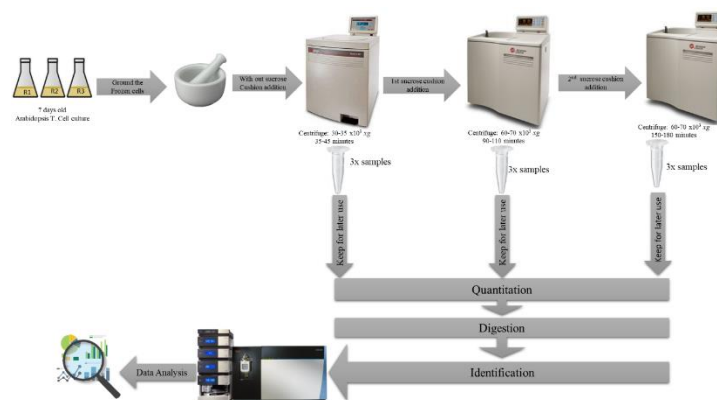 R1 R2 R3
7 days old
Arabidopsis T. Cell culture
Ground the
Frozen cells
With out sucrose
Cushion addition
Centrifuge: 30-35 x10³ xg
35-45 minutes
1st sucrose cushion
addition
Centrifuge: 60-70 x10³ xg
90-110 minutes
2nd sucrose cushion
addition
Centrifuge: 60-70 x10³ xg
150-180 minutes
3x samples
3x samples
3x samples
Keep for later use
Keep for later use
Keep for later use
Quantitation
Digestion
Identification
Data Analysis